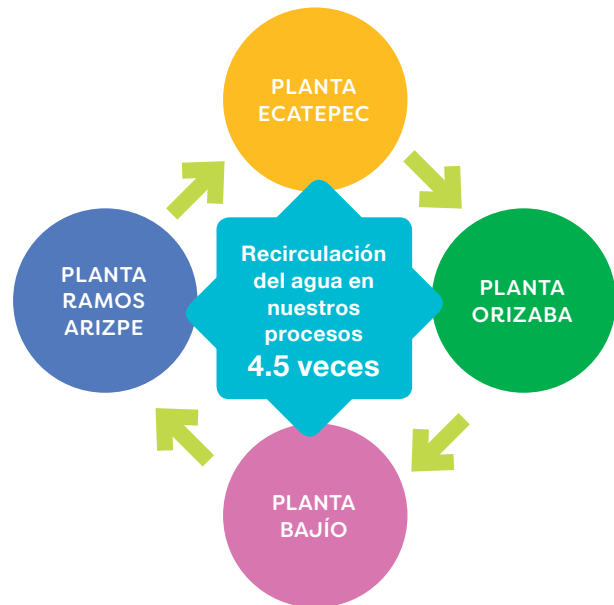 PLANTA
ECATEPEC
PLANTA
RAMOS
ARIZPE
Recirculación
del agua en
nuestros
procesos
4.5 veces
PLANTA
ORIZABA
PLANTA
BAJÍO